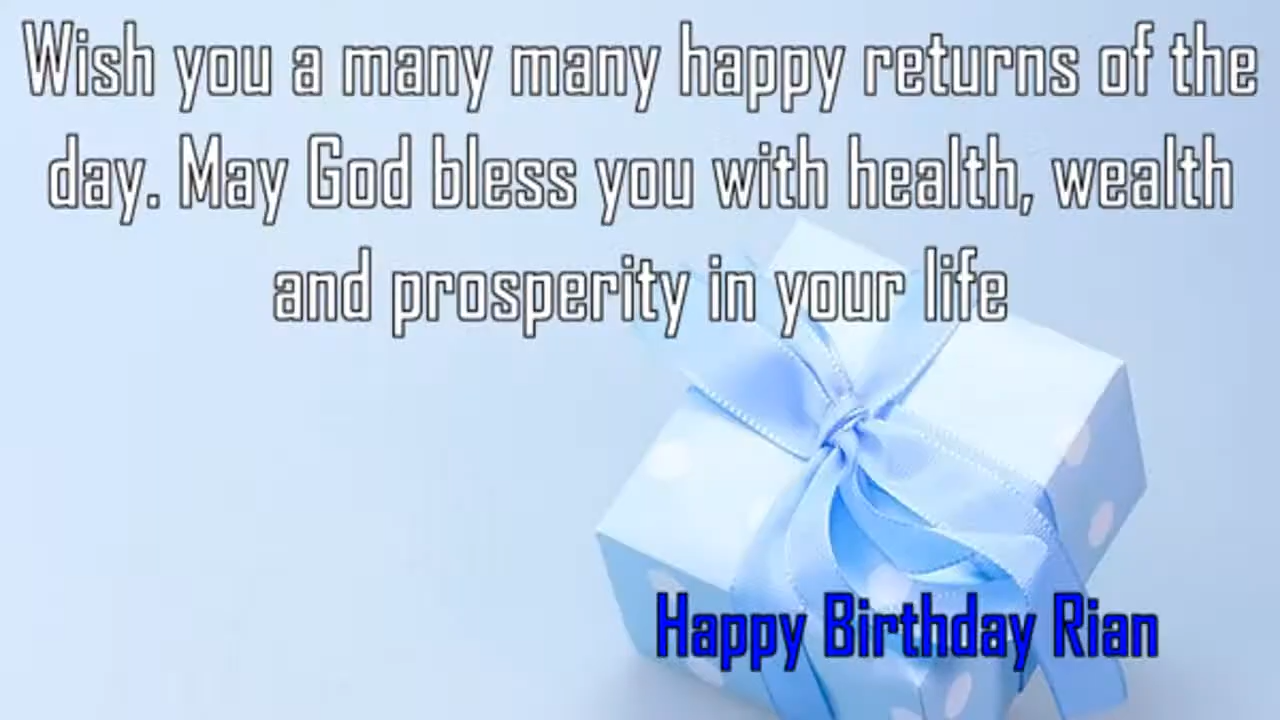 Wish you a many many happy returns of the
day. May God bless you with health, wealth
and prosperity in your life
Happy Birthday Rian